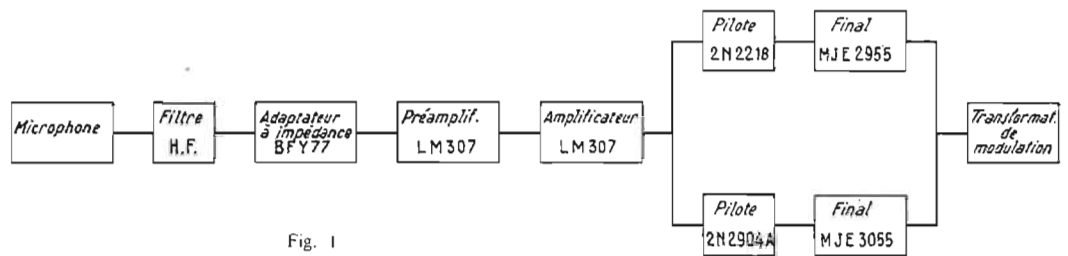 Microphone
Filtre
H.F.
Adaptateur
à impédance
BFY77
Préamplif.
LM307
Amplificateur
LM307
Pilote
2N2218
Final
MJE2955
Pilote
2N2904A
Final
MJE3055
Transformat.
de
modulation
Fig. 1